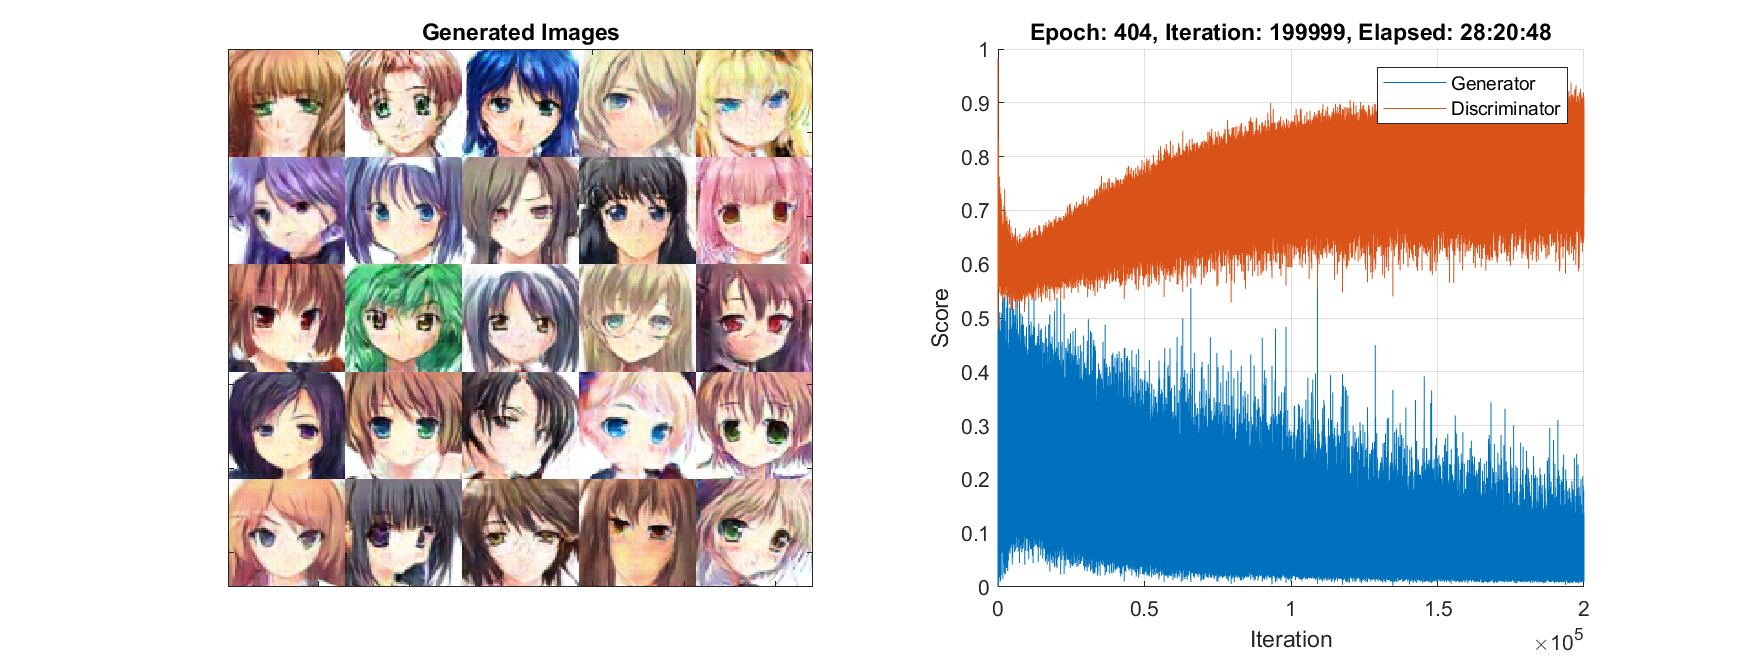 Generated Images
Epoch: 404, Iteration: 199999, Elapsed: 28:20:48
Generator
Discriminator
1
0.9
0.8
0.7
0.6
0.5
0.4
0.3
0.2
0.1
0
Score
0 0.5 1 1.5 2
Iteration
×10⁵